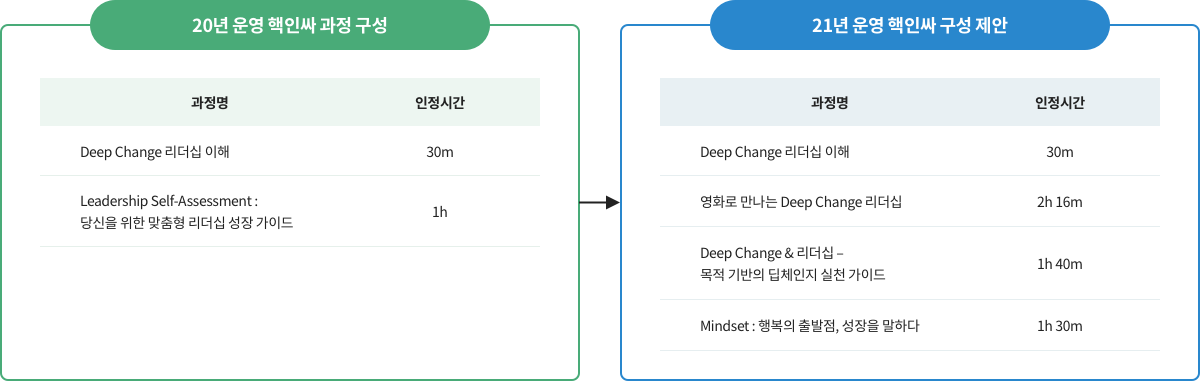 20년 운영 핵인싸 과정 구성
과정명 인정시간
Deep Change 리더십 이해 30m
Leadership Self-Assessment :
당신을 위한 맞춤형 리더십 성장 가이드 1h
21년 운영 핵인싸 구성 제안
과정명 인정시간
Deep Change 리더십 이해 30m
영화로 만나는 Deep Change 리더십 2h 16m
Deep Change & 리더십 –
목적 기반의 딥체인지 실천 가이드 1h 40m
Mindset : 행복의 출발점, 성장을 말하다 1h 30m